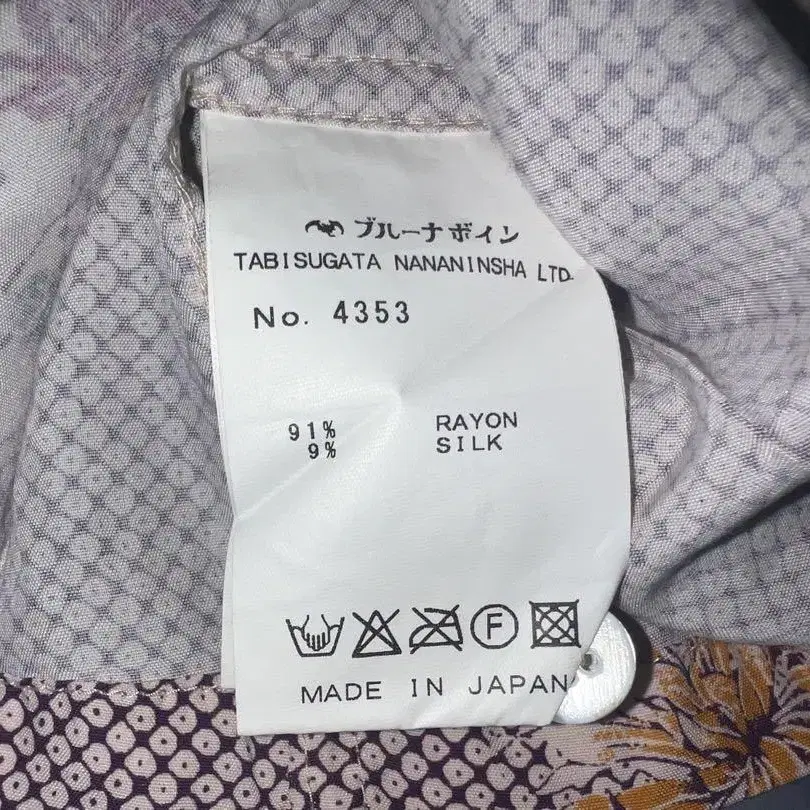 ブルーナボイン
TABISUGATA NANANINSHA LTD.
No. 4353
91% RAYON
9% SILK
F
MADE IN JAPAN